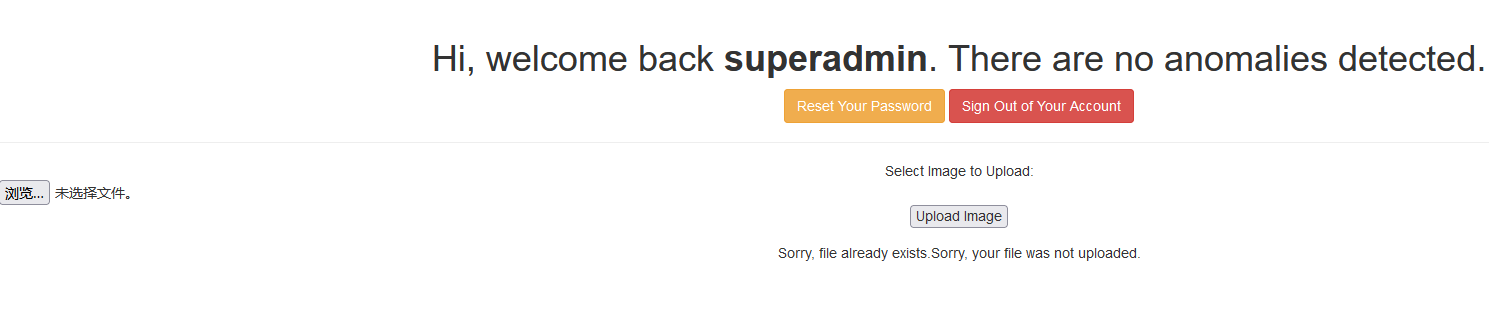 Hi, welcome back superadmin. There are no anomalies detected.
Reset Your Password Sign Out of Your Account
Select Image to Upload:
浏览... 未选择文件。
Upload Image
Sorry, file already exists.Sorry, your file was not uploaded.